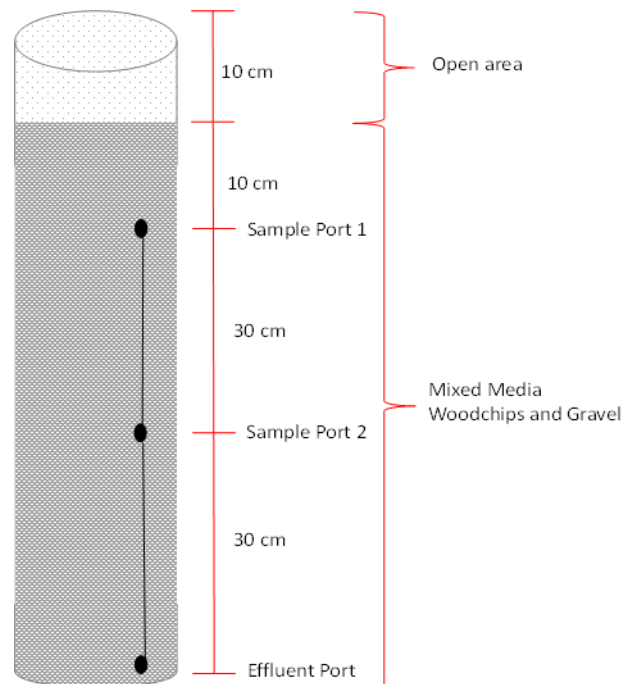 10 cm
Open area
10 cm
Sample Port 1
30 cm
Mixed Media
Woodchips and Gravel
Sample Port 2
30 cm
Effluent Port